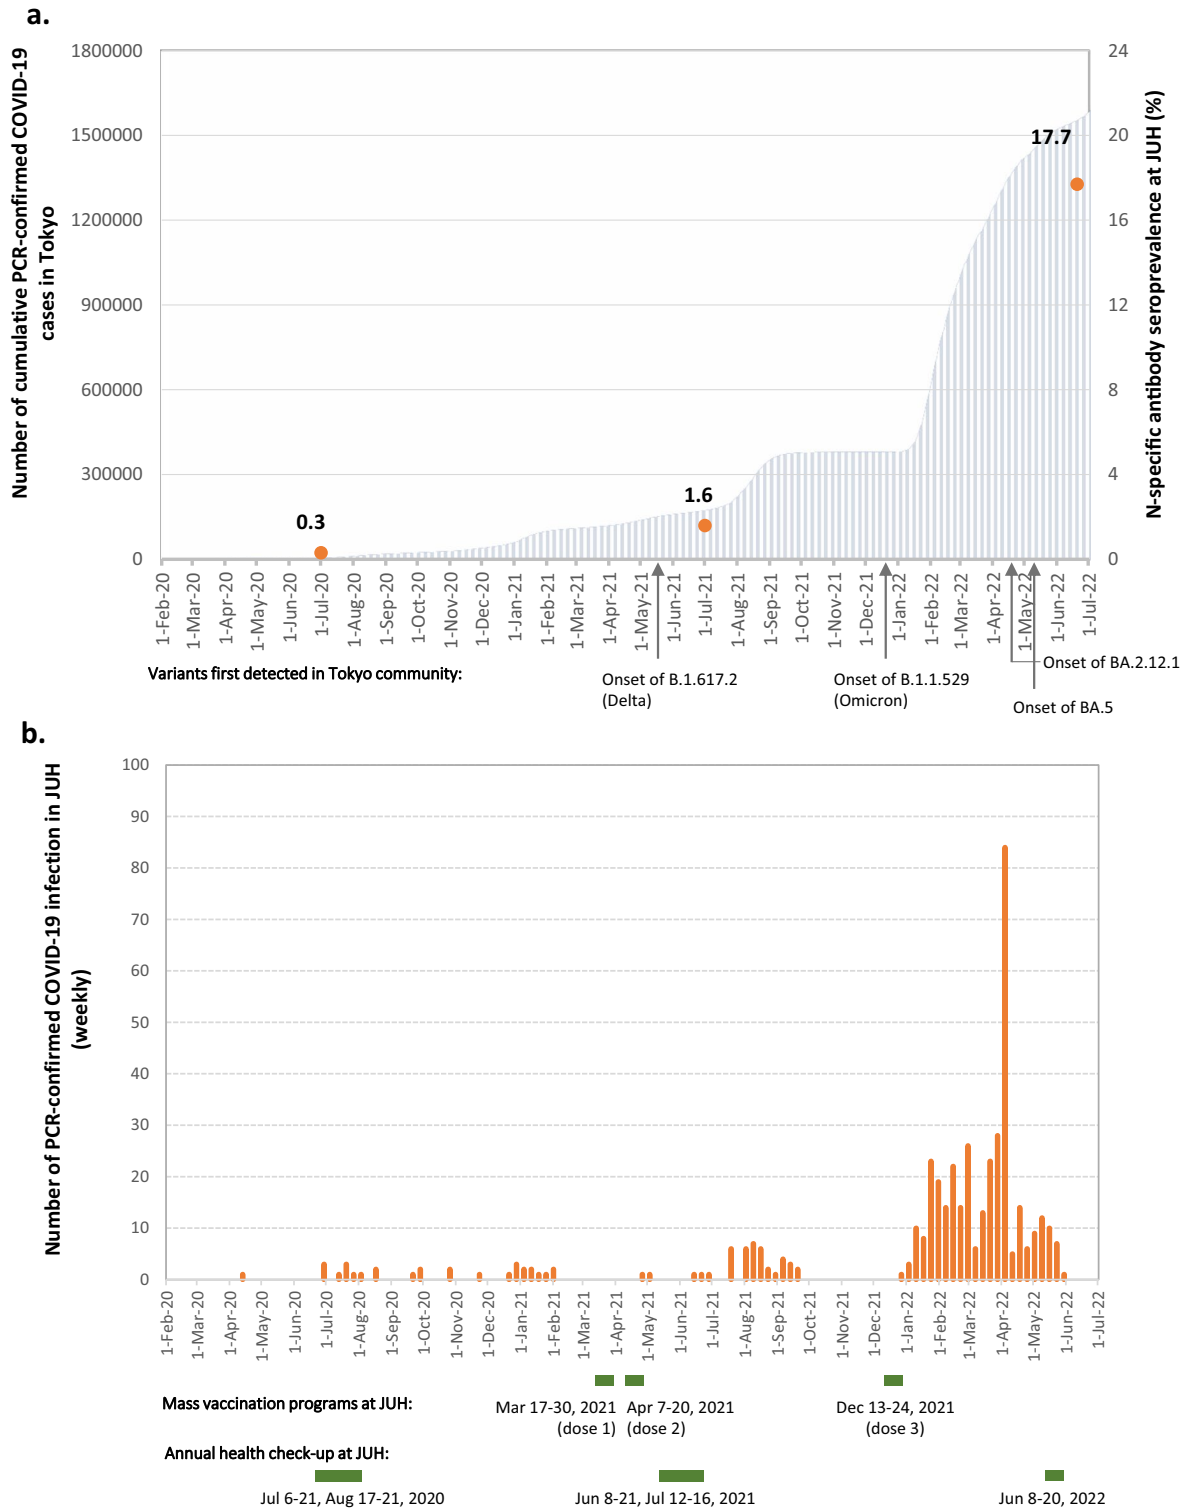 a.
Number of cumulative PCR-confirmed COVID-19
cases in Tokyo
1800000
1500000
1200000
900000
600000
300000
0
24
20
16
12
8
4
0
N-specific antibody seroprevalence at JUH (%)
0.3
1.6
17.7
1-Feb-20
1-Mar-20
1-Apr-20
1-May-20
1-Jun-20
1-Jul-20
1-Aug-20
1-Sep-20
1-Oct-20
1-Nov-20
1-Dec-20
1-Jan-21
1-Feb-21
1-Mar-21
1-Apr-21
1-May-21
1-Jun-21
1-Jul-21
1-Aug-21
1-Sep-21
1-Oct-21
1-Nov-21
1-Dec-21
1-Jan-22
1-Feb-22
1-Mar-22
1-Apr-22
1-May-22
1-Jun-22
1-Jul-22
Variants first detected in Tokyo community:
Onset of B.1.617.2
(Delta)
Onset of B.1.1.529
(Omicron)
Onset of BA.2.12.1
Onset of BA.5
b.
Number of PCR-confirmed COVID-19 infection in JUH
(weekly)
100
90
80
70
60
50
40
30
20
10
0
1-Feb-20
1-Mar-20
1-Apr-20
1-May-20
1-Jun-20
1-Jul-20
1-Aug-20
1-Sep-20
1-Oct-20
1-Nov-20
1-Dec-20
1-Jan-21
1-Feb-21
1-Mar-21
1-Apr-21
1-May-21
1-Jun-21
1-Jul-21
1-Aug-21
1-Sep-21
1-Oct-21
1-Nov-21
1-Dec-21
1-Jan-22
1-Feb-22
1-Mar-22
1-Apr-22
1-May-22
1-Jun-22
1-Jul-22
Mass vaccination programs at JUH:
Mar 17-30, 2021
(dose 1)
Apr 7-20, 2021
(dose 2)
Dec 13-24, 2021
(dose 3)
Annual health check-up at JUH:
Jul 6-21, Aug 17-21, 2020
Jun 8-21, Jul 12-16, 2021
Jun 8-20, 2022